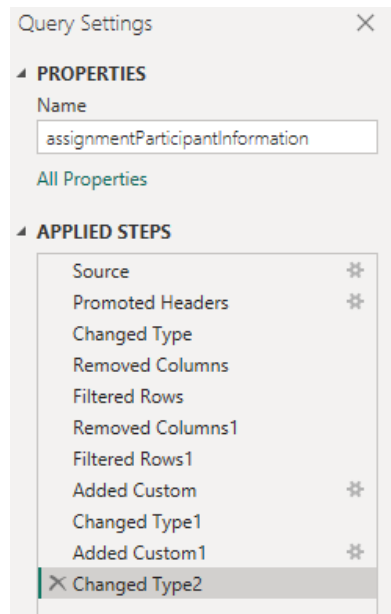 Query Settings
PROPERTIES
Name
assignmentParticipantInformation
All Properties
APPLIED STEPS
Source
Promoted Headers
Changed Type
Removed Columns
Filtered Rows
Removed Columns1
Filtered Rows1
Added Custom
Changed Type1
Added Custom1
Changed Type2